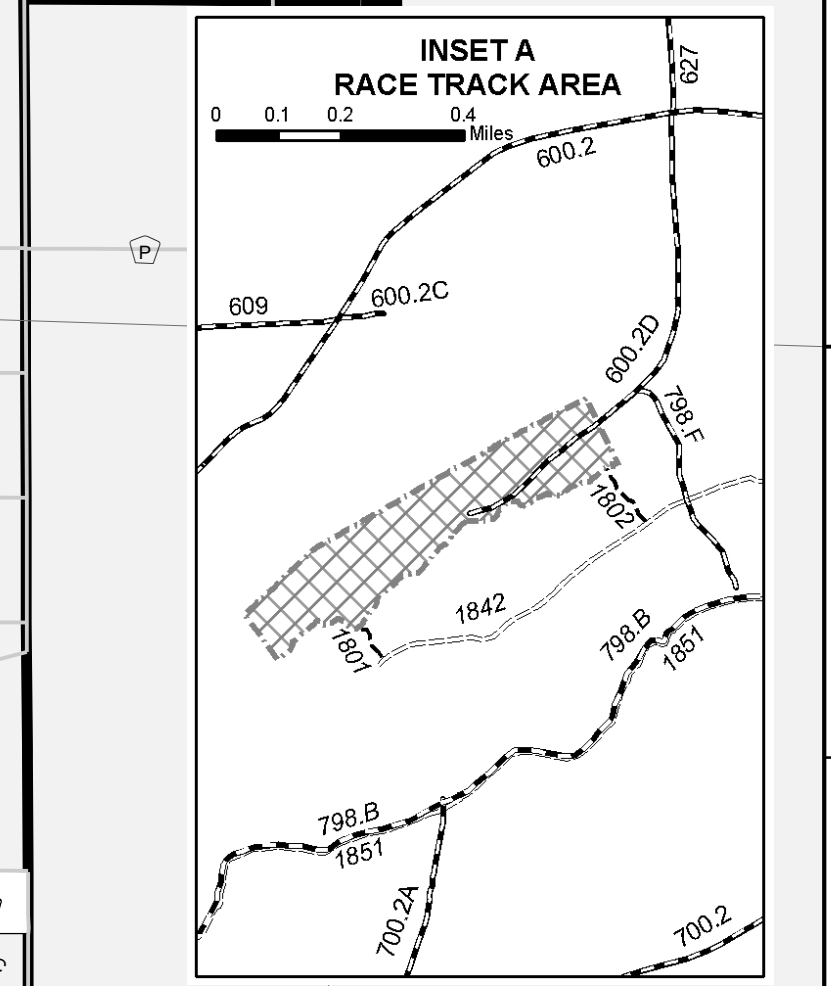 INSET A
RACE TRACK AREA
0 0.1 0.2 0.4
Miles
627
600.2
P
609
600.2C
600.2D
798.F
1802
1842
1801
798.B
1851
798.B
1851
700.2A
700.2